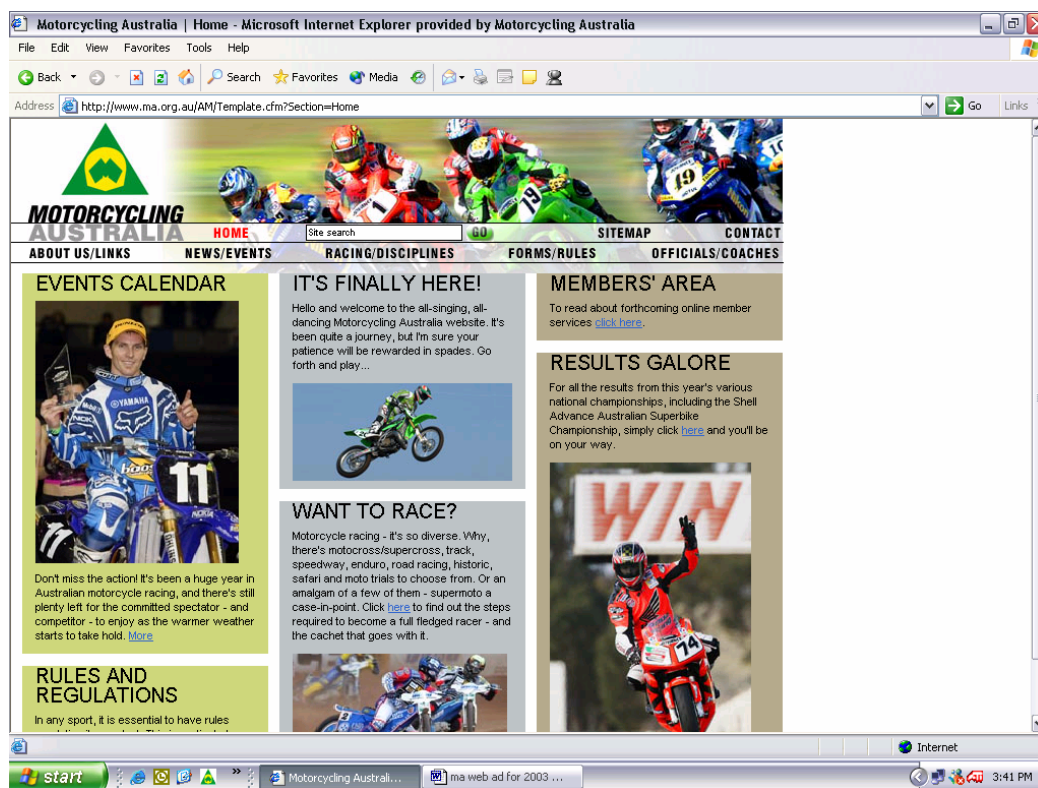 Motorcycling Australia | Home - Microsoft Internet Explorer provided by Motorcycling Australia
File Edit View Favorites Tools Help
Back Search Favorites Media
Address http://www.ma.org.au/AM/Template.cfm?Section=Home Go Links
MOTORCYCLING
AUSTRALIA
HOME Site search GO SITEMAP CONTACT
ABOUT US/LINKS NEWS/EVENTS RACING/DISCIPLINES FORMS/RULES OFFICIALS/COACHES
1
19
49
10
EVENTS CALENDAR
YAMAHA
NOKIA
11
Don't miss the action! It's been a huge year in
Australian motorcycle racing, and there's still
plenty left for the committed spectator - and
competitor - to enjoy as the warmer weather
starts to take hold. More
RULES AND
REGULATIONS
In any sport, it is essential to have rules
IT'S FINALLY HERE!
Hello and welcome to the all-singing, all-
dancing Motorcycling Australia website. It's
been quite a journey, but I'm sure your
patience will be rewarded in spades. Go
forth and play...
WANT TO RACE?
Motorcycle racing - it's so diverse. Why,
there's motocross/supercross, track,
speedway, enduro, road racing, historic,
safari and moto trials to choose from. Or an
amalgam of a few of them - supermoto a
case-in-point. Click here to find out the steps
required to become a full fledged racer - and
the cachet that goes with it.
2
MEMBERS' AREA
To read about forthcoming online member
services click here.
RESULTS GALORE
For all the results from this year's various
national championships, including the Shell
Advance Australian Superbike
Championship, simply click here and you'll be
on your way.
WIN
74
Internet
start Motorcycling Australi... ma web ad for 2003 ... 3:41 PM